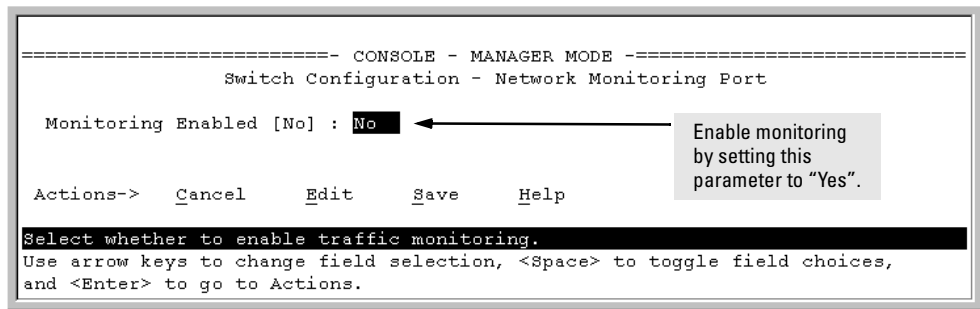 ===========================- CONSOLE - MANAGER MODE -============================
Switch Configuration - Network Monitoring Port
Monitoring Enabled [No] : No
Enable monitoring
by setting this
parameter to “Yes”.
Actions-> Cancel Edit Save Help
Select whether to enable traffic monitoring.
Use arrow keys to change field selection, <Space> to toggle field choices,
and <Enter> to go to Actions.